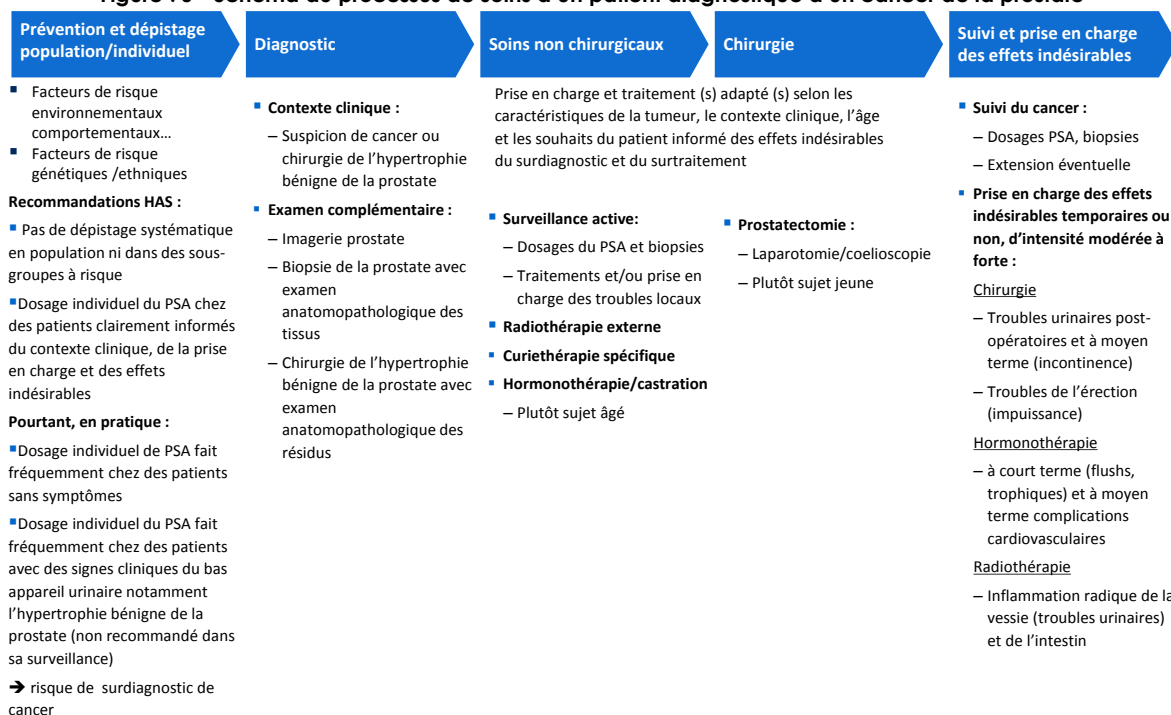 Schéma du processus de soins d'un patient diagnostiqué d'un Cancer de la prostate
Prévention et dépistage
population/individuel
Diagnostic
Soins non chirurgicaux
Chirurgie
Suivi et prise en charge
des effets indésirables
▪ Facteurs de risque
environnementaux
comportementaux…
▪ Facteurs de risque
génétiques /ethniques
Recommandations HAS :
▪ Pas de dépistage systématique
en population ni dans des sous-
groupes à risque
▪Dosage individuel du PSA chez
des patients clairement informés
du contexte clinique, de la prise
en charge et des effets
indésirables
Pourtant, en pratique :
▪Dosage individuel de PSA fait
fréquemment chez des patients
sans symptômes
▪Dosage individuel du PSA fait
fréquemment chez des patients
avec des signes cliniques du bas
appareil urinaire notamment
l'hypertrophie bénigne de la
prostate (non recommandé dans
sa surveillance)
➔ risque de surdiagnostic de
cancer
▪ Contexte clinique :
– Suspicion de cancer ou
chirurgie de l'hypertrophie
bénigne de la prostate
▪ Examen complémentaire :
– Imagerie prostate
– Biopsie de la prostate avec
examen
anatomopathologique des
tissus
– Chirurgie de l'hypertrophie
bénigne de la prostate avec
examen
anatomopathologique des
résidus
Prise en charge et traitement (s) adapté (s) selon les
caractéristiques de la tumeur, le contexte clinique, l'âge
et les souhaits du patient informé des effets indésirables
du surdiagnostic et du surtraitement
▪ Surveillance active:
– Dosages du PSA et biopsies
– Traitements et/ou prise en
charge des troubles locaux
▪ Radiothérapie externe
▪ Curiethérapie spécifique
▪ Hormonothérapie/castration
– Plutôt sujet âgé
▪ Prostatectomie :
– Laparotomie/coelioscopie
– Plutôt sujet jeune
▪ Suivi du cancer :
– Dosages PSA, biopsies
– Extension éventuelle
▪ Prise en charge des effets
indésirables temporaires ou
non, d'intensité modérée à
forte :
Chirurgie
– Troubles urinaires post-
opératoires et à moyen
terme (incontinence)
– Troubles de l'érection
(impuissance)
Hormonothérapie
– à court terme (flushs,
trophiques) et à moyen
terme complications
cardiovasculaires
Radiothérapie
– Inflammation radique de la
vessie (troubles urinaires)
et de l'intestin